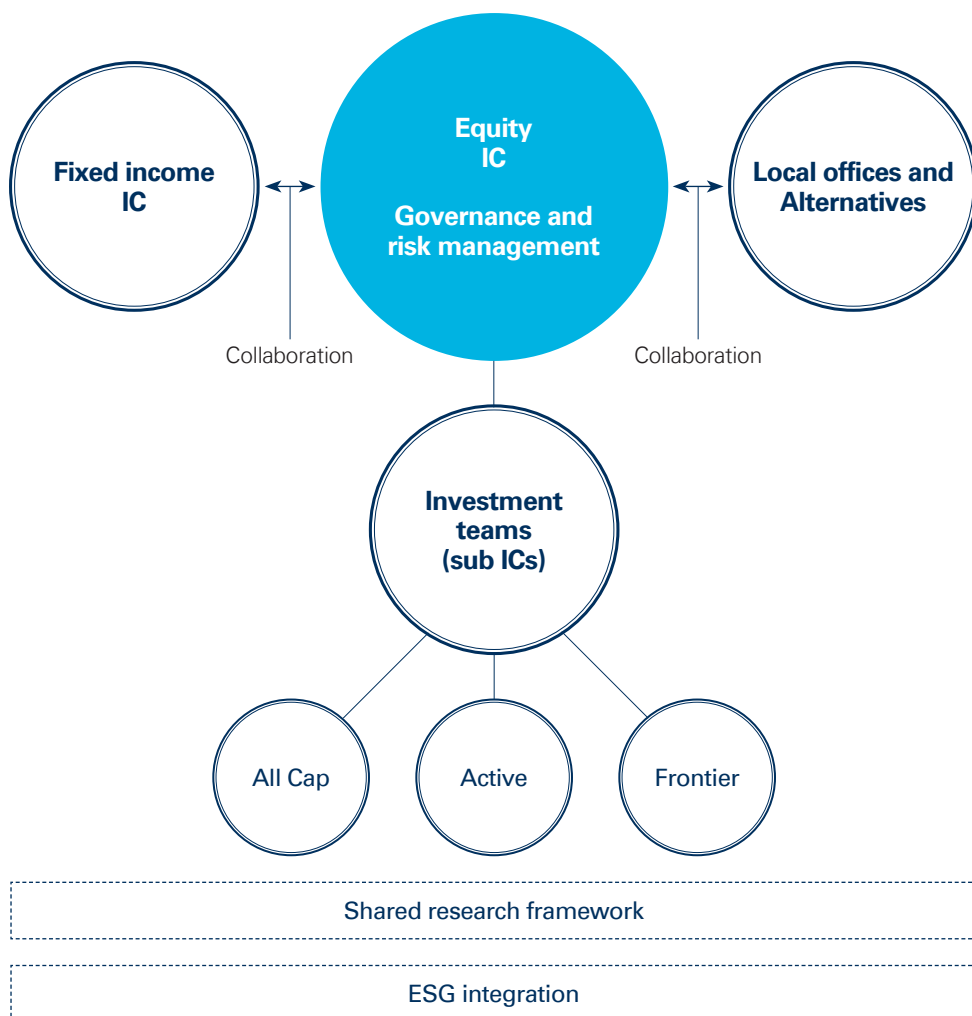 Fixed income
IC
Equity
IC
Governance and
risk management
Local offices and
Alternatives
Collaboration
Collaboration
Investment
teams
(sub ICs)
All Cap
Active
Frontier
Shared research framework
ESG integration